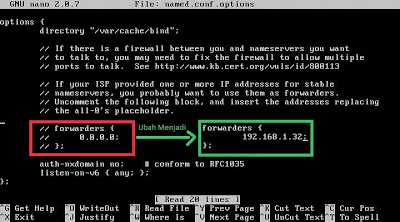 GNU nano 2.0.7 File: named.conf.options
options {
directory "/var/cache/bind";
// If there is a firewall between you and nameservers you want
// to talk to, you may need to fix the firewall to allow multiple
// ports to talk. See http://www.kb.cert.org/vuls/id/800113
// If your ISP provided one or more IP addresses for stable
// nameservers, you probably want to use them as forwarders.
// Uncomment the following block, and insert the addresses replacing
// the all-0's placeholder.
// forwarders { Ubah Menjadi forwarders {
0.0.0.0; 192.168.1.32;
// }; };
auth-nxdomain no; # conform to RFC1035
listen-on-v6 { any; };
};
[ Read 20 lines ]
^G Get Help ^O WriteOut ^R Read File ^Y Prev Page ^K Cut Text ^C Cur Pos
^X Exit ^J Justify ^W Where Is ^V Next Page ^U UnCut Text ^T To Spell